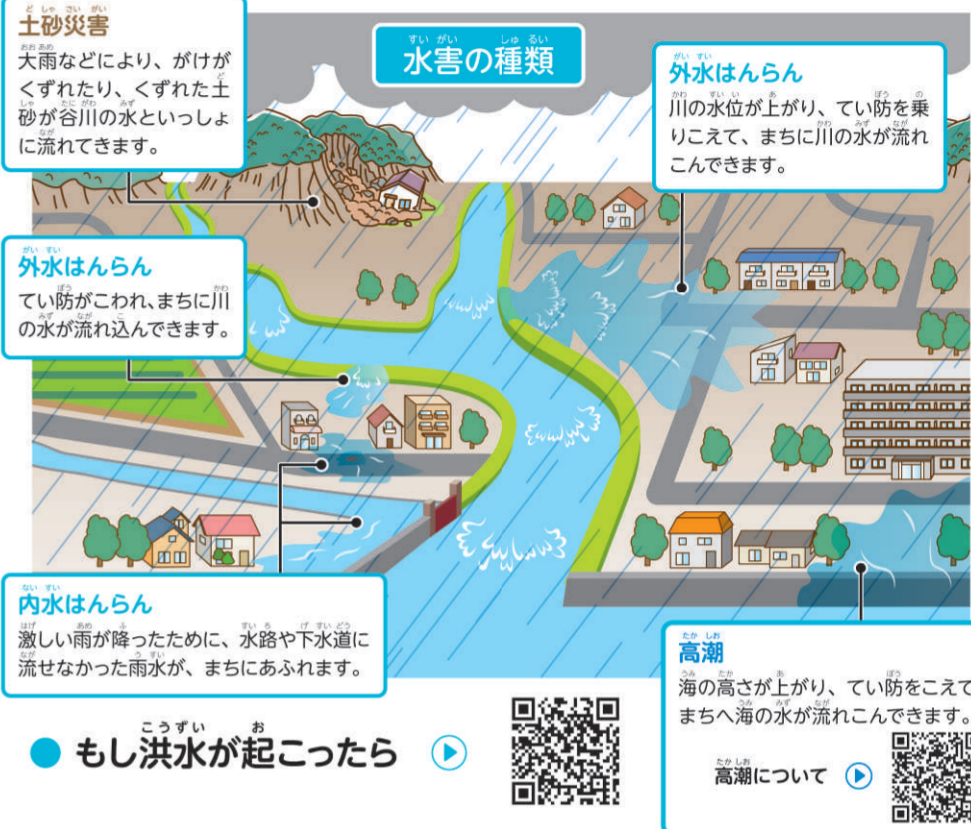 水害の種類
土砂災害
大雨などにより、がけが
くずれたり、くずれた土
砂が谷川の水といっしょ
に流れてきます。
外水はんらん
川の水位が上がり、てい防を乗
りこえて、まちに川の水が流れ
こんできます。
外水はんらん
てい防がこわれ、まちに川
の水が流れ込んできます。
内水はんらん
激しい雨が降ったために、水路や下水道に
流せなかった雨水が、まちにあふれます。
高潮
海の高さが上がり、てい防をこえて
まちへ海の水が流れこんできます。
高潮について
● もし洪水が起こったら